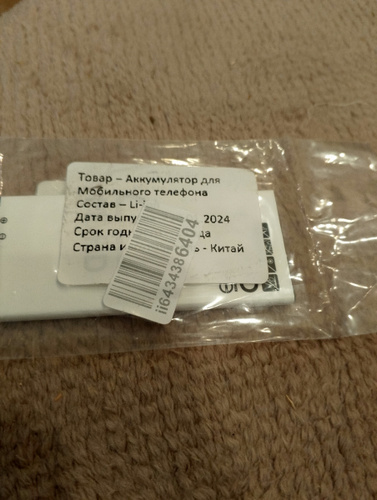 Товар – Аккумулятор для
Мобильного телефона
Состав – Li-
Дата выпу 2024
Срок годн да
Страна и ь - Китай
ii6434386404